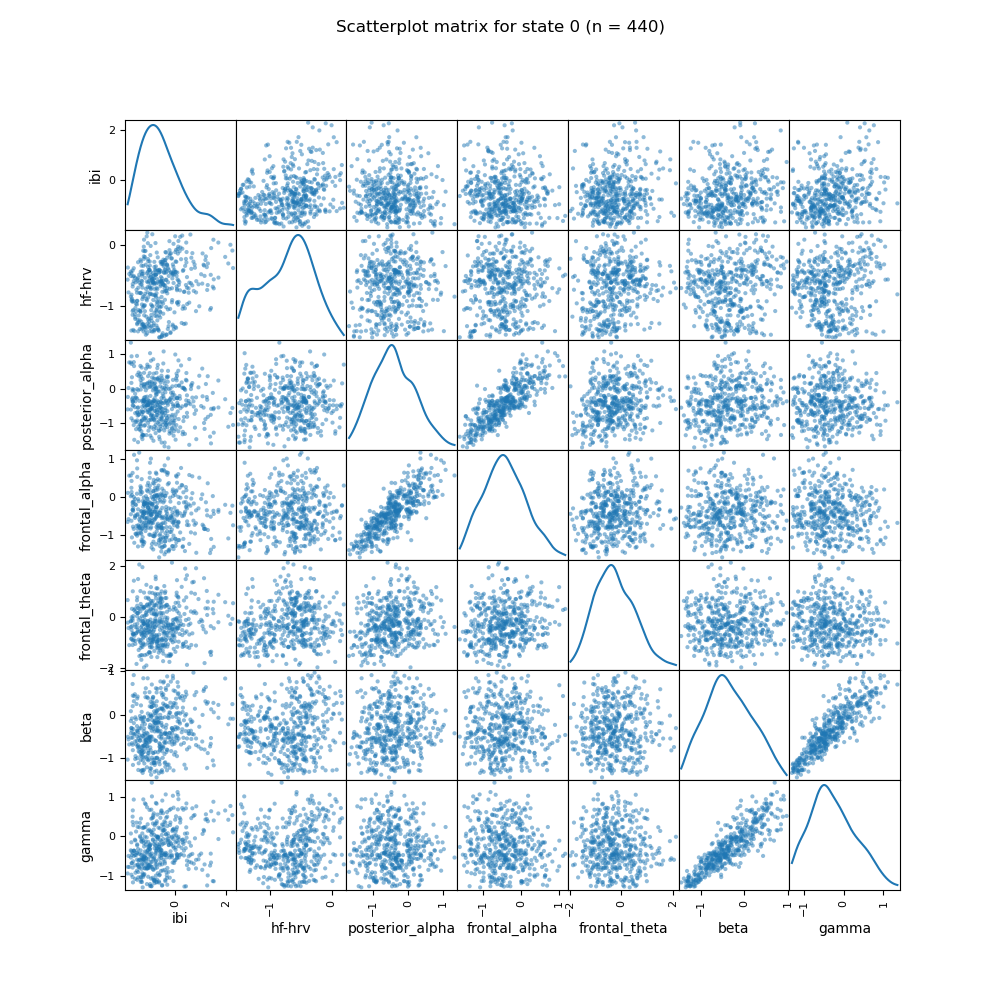 Scatterplot matrix for state 0 (n = 440)
ibi
2
0
hf-hrv
0
−1
posterior_alpha
1
0
−1
frontal_alpha
1
0
−1
frontal_theta
2
0
−2
beta
1
0
−1
gamma
1
0
−1
0 2 −1 0 −1 0 1 −1 0 1 −2 0 2 −1 0 1 −1 0 1
ibi hf-hrv posterior_alpha frontal_alpha frontal_theta beta gamma